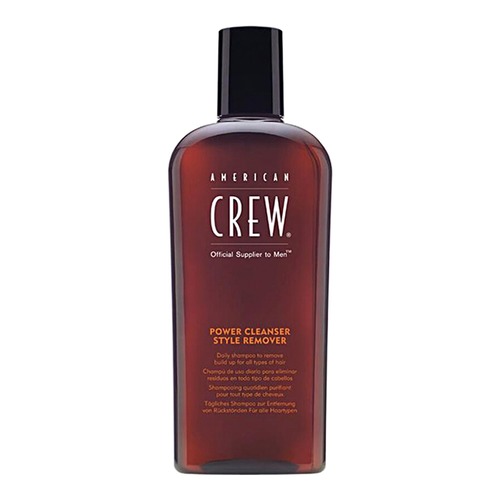 AMERICAN
CREW®
Official Supplier to Men™
POWER CLEANSER
STYLE REMOVER
Daily shampoo to remove
build up for all types of hair
Champú de uso diario para eliminar
residuos en todo tipo de cabellos
Shampooing quotidien purifiant
pour tout type de cheveux
Tägliches Shampoo zur Entfernung
von Rückständen Für alle Haartypen